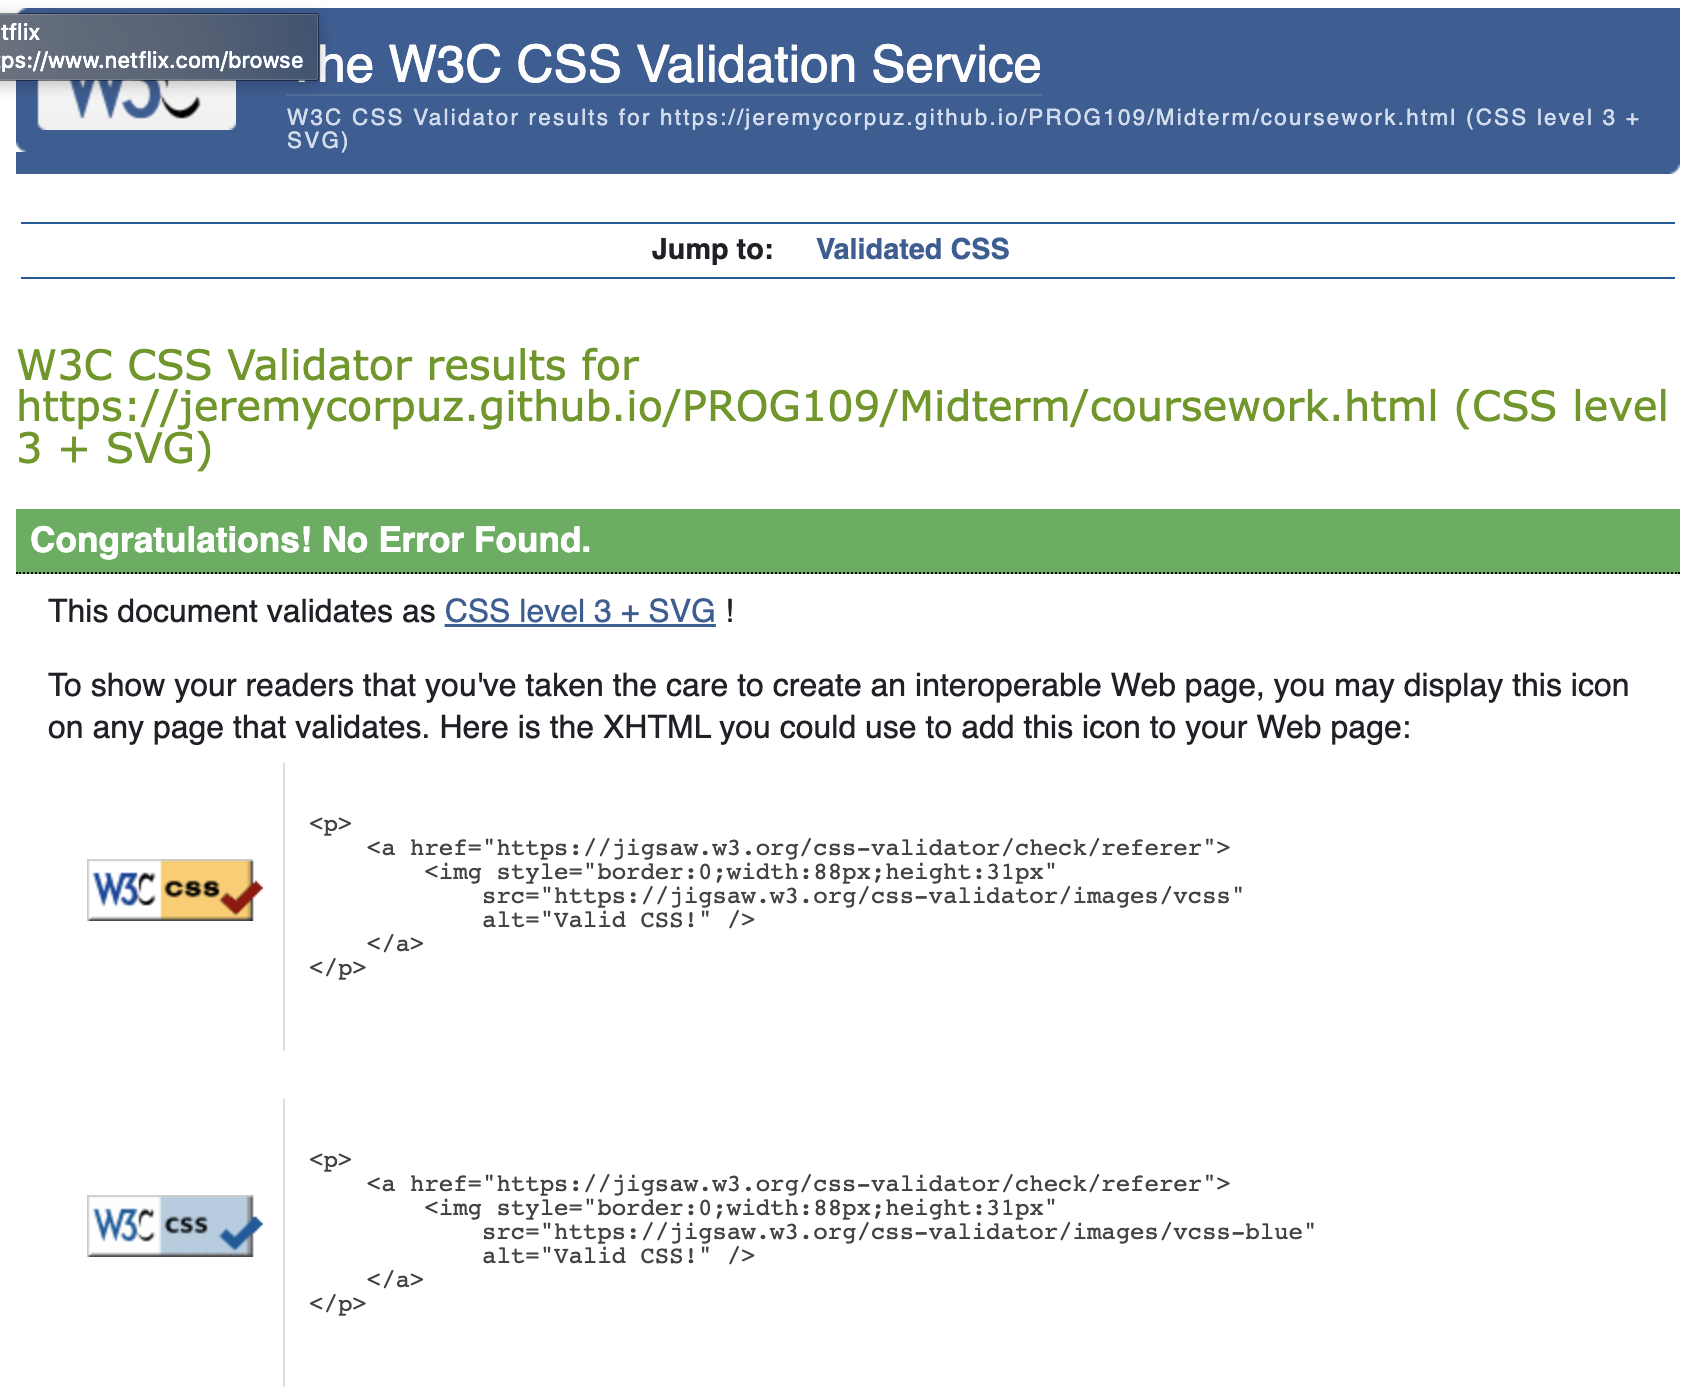 tflix
ps://www.netflix.com/browse
he W3C CSS Validation Service
W3C
W3C CSS Validator results for https://jeremycorpuz.github.io/PROG109/Midterm/coursework.html (CSS level 3 +
SVG)
Jump to: Validated CSS
W3C CSS Validator results for
https://jeremycorpuz.github.io/PROG109/Midterm/coursework.html (CSS level
3 + SVG)
Congratulations! No Error Found.
This document validates as CSS level 3 + SVG !
To show your readers that you've taken the care to create an interoperable Web page, you may display this icon
on any page that validates. Here is the XHTML you could use to add this icon to your Web page:
<p>
<a href="https://jigsaw.w3.org/css-validator/check/referer">
<img style="border:0;width:88px;height:31px"
W3C css
src="https://jigsaw.w3.org/css-validator/images/vcss"
alt="Valid CSS!" />
</a>
</p>
<p>
<a href="https://jigsaw.w3.org/css-validator/check/referer">
<img style="border:0;width:88px;height:31px"
W3C css
src="https://jigsaw.w3.org/css-validator/images/vcss-blue"
alt="Valid CSS!" />
</a>
</p>